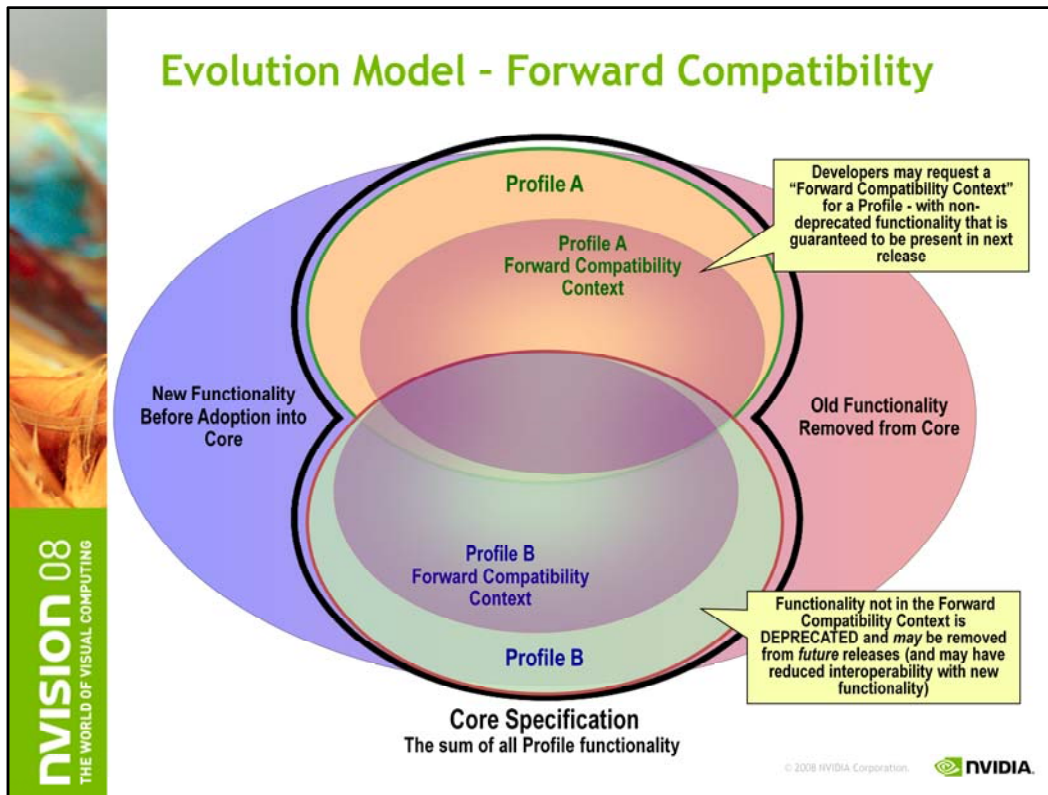 Evolution Model – Forward Compatibility
Profile A
Developers may request a
“Forward Compatibility Context”
for a Profile - with non-
deprecated functionality that is
guaranteed to be present in next
release
Profile A
Forward Compatibility
Context
New Functionality
Before Adoption into
Core
Old Functionality
Removed from Core
Profile B
Forward Compatibility
Context
Functionality not in the Forward
Compatibility Context is
DEPRECATED and may be removed
from future releases (and may have
reduced interoperability with new
functionality)
Profile B
Core Specification
The sum of all Profile functionality
nvision 08
THE WORLD OF VISUAL COMPUTING
© 2008 NVIDIA Corporation.
NVIDIA.